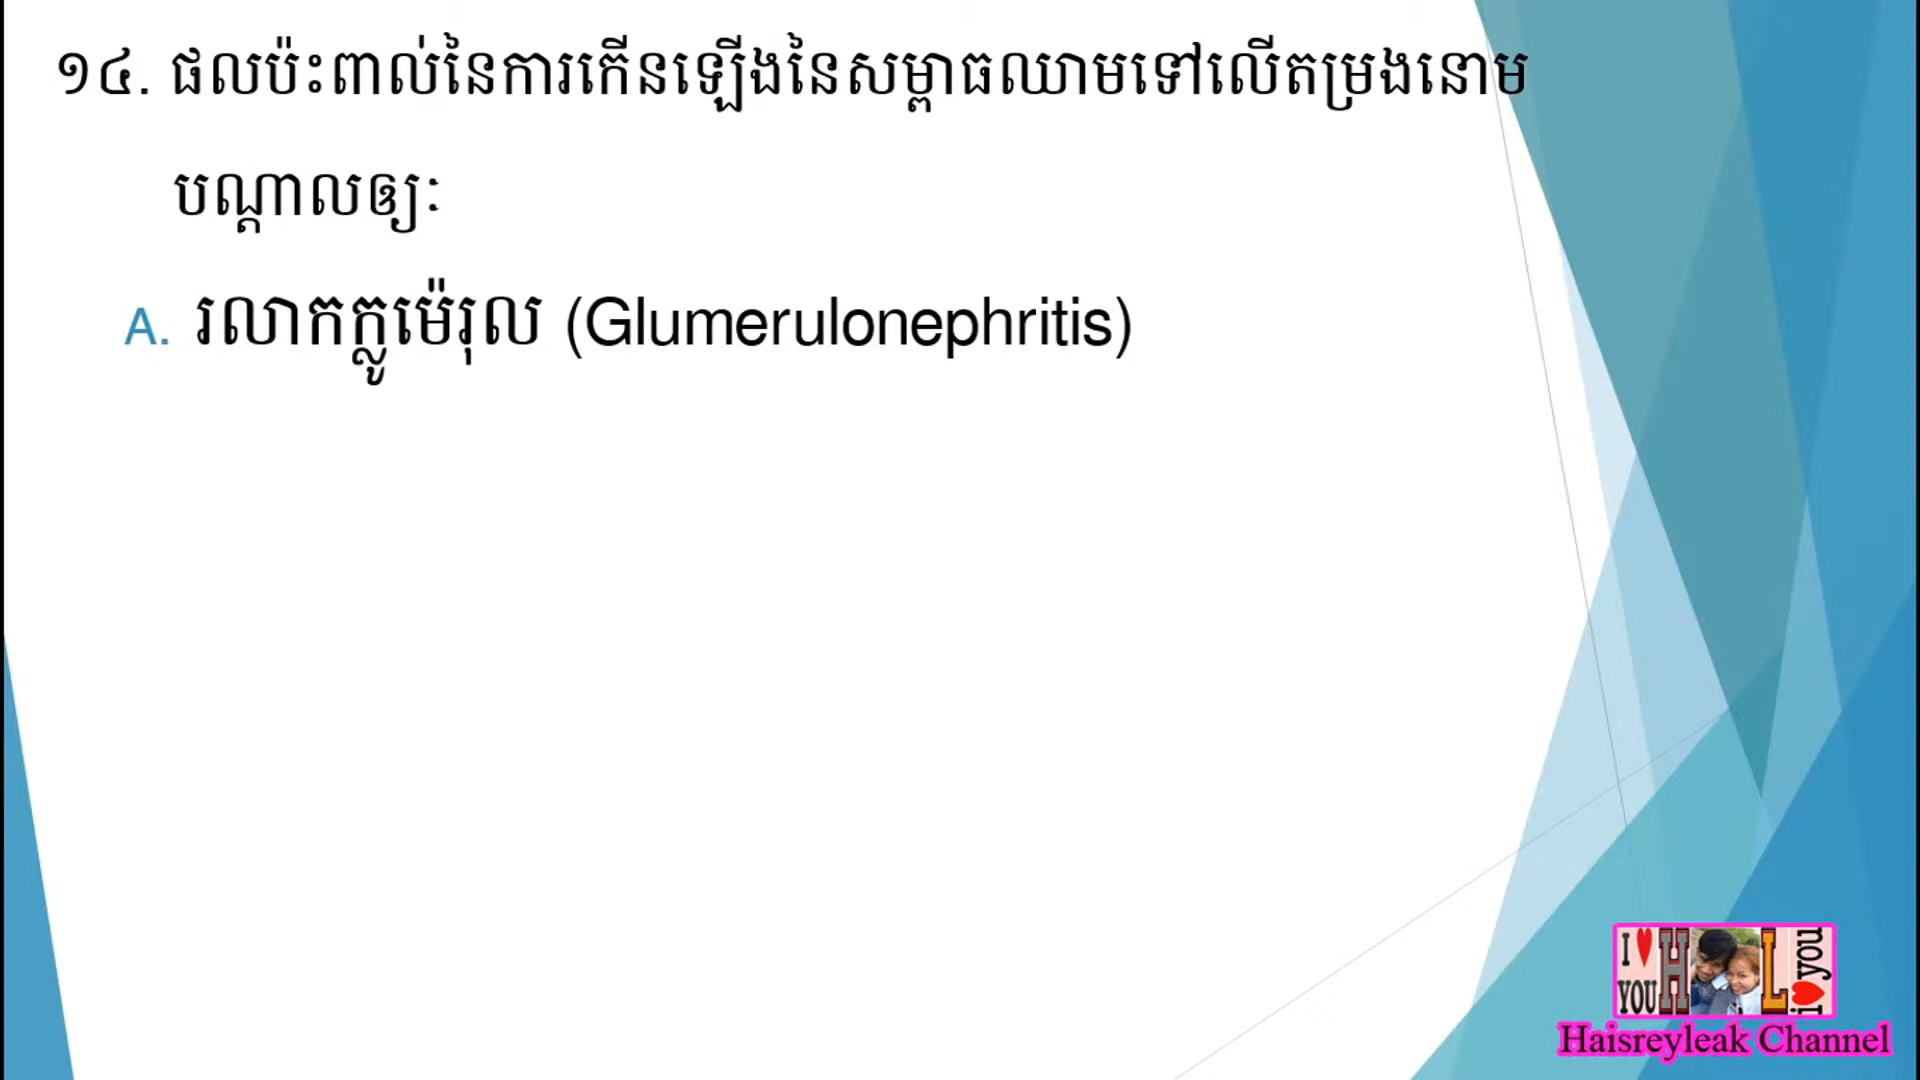 ១៤. ផលប៉ះពាល់នៃការកើនឡើងនៃសម្ពាធឈាមទៅលើតម្រងនោម
បណ្តាលឲ្យៈ
A. រលាកក្លូម៉េរុល (Glumerulonephritis)
I ♥ YOU
H
L
i ♥ you
Haisreyleak Channel